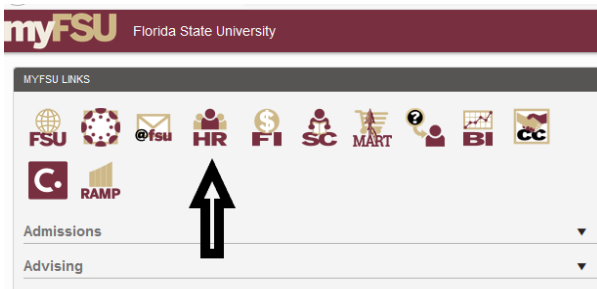 myFSU Florida State University
MYFSU LINKS
FSU @fsu HR FI SC MART ? BI CC
C. RAMP
Admissions
Advising